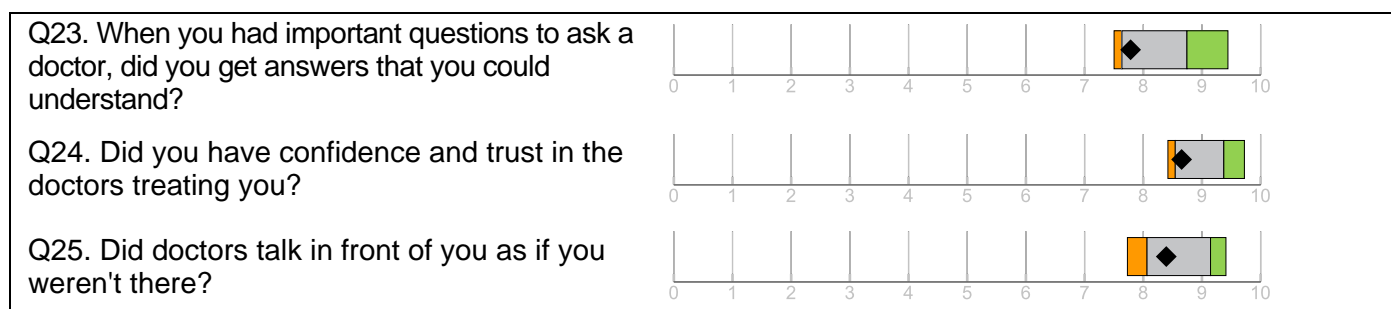 Q23. When you had important questions to ask a
doctor, did you get answers that you could
understand?
0 1 2 3 4 5 6 7 8 9 10
Q24. Did you have confidence and trust in the
doctors treating you?
0 1 2 3 4 5 6 7 8 9 10
Q25. Did doctors talk in front of you as if you
weren't there?
0 1 2 3 4 5 6 7 8 9 10